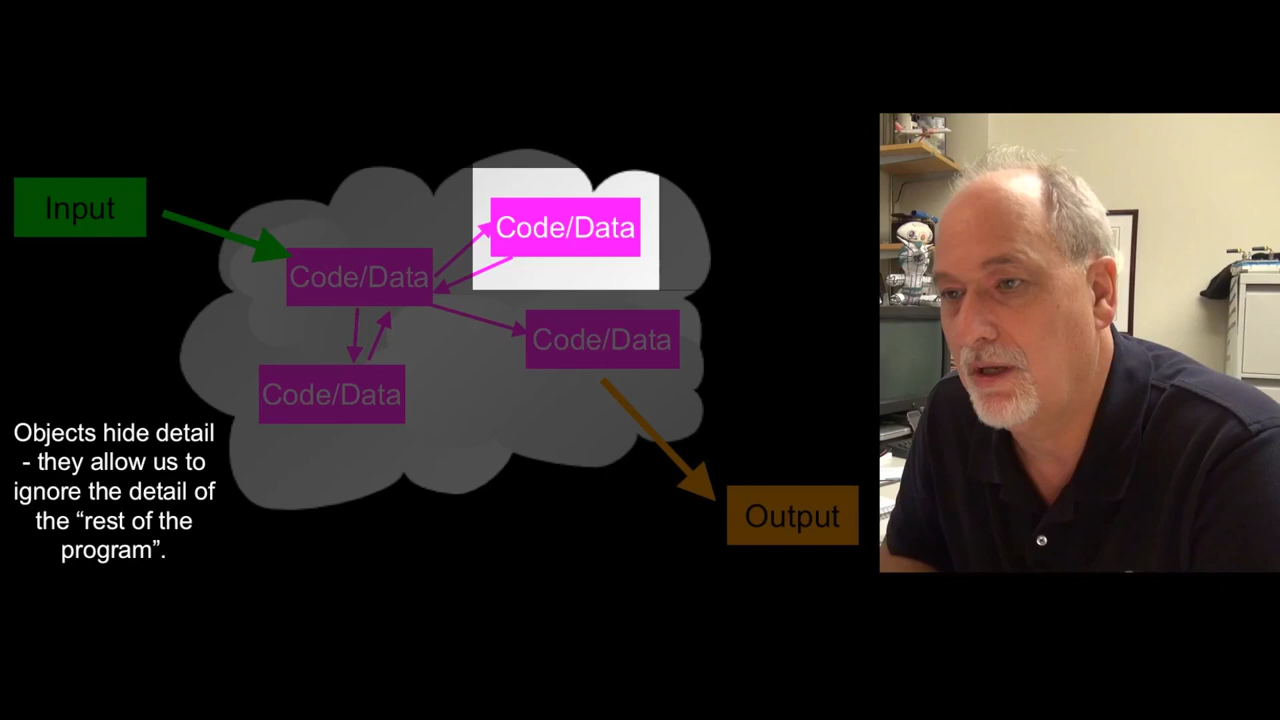 Input
Code/Data
Code/Data
Code/Data
Code/Data
Objects hide detail
- they allow us to
ignore the detail of
the “rest of the
program”.
Output